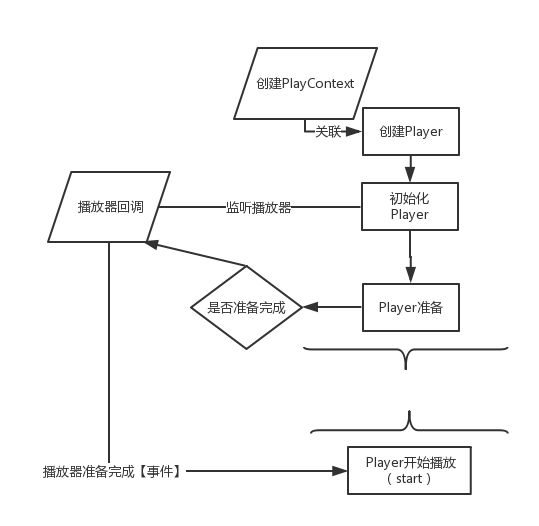 创建PlayContext
关联
创建Player
播放器回调
监听播放器
初始化
Player
是否准备完成
Player准备
播放器准备完成【事件】
Player开始播放
（start）